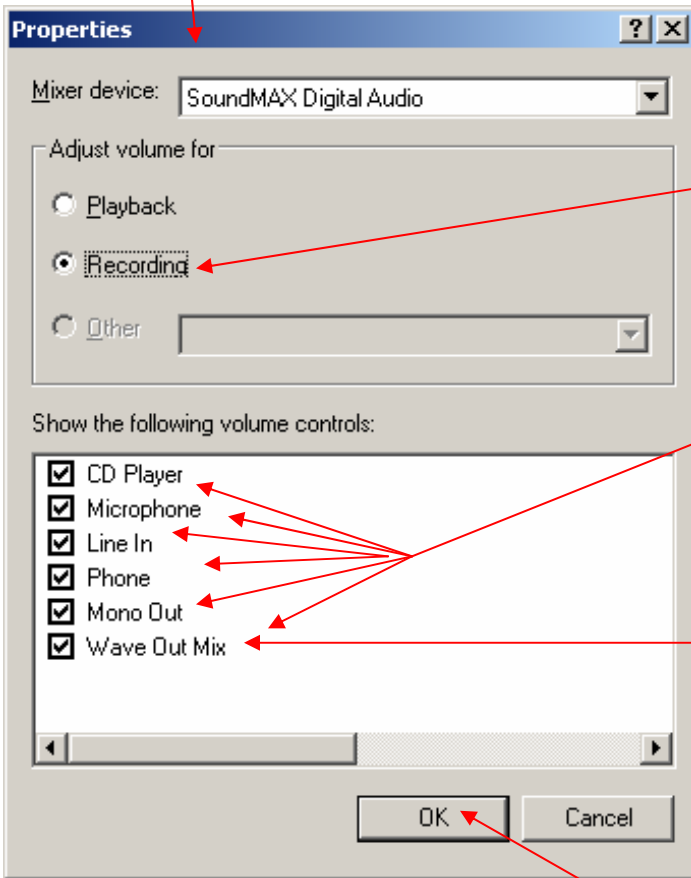 Properties
Mixer device: SoundMAX Digital Audio
Adjust volume for
Playback
Recording
Other
Show the following volume controls:
CD Player
Microphone
Line In
Phone
Mono Out
Wave Out Mix
OK Cancel